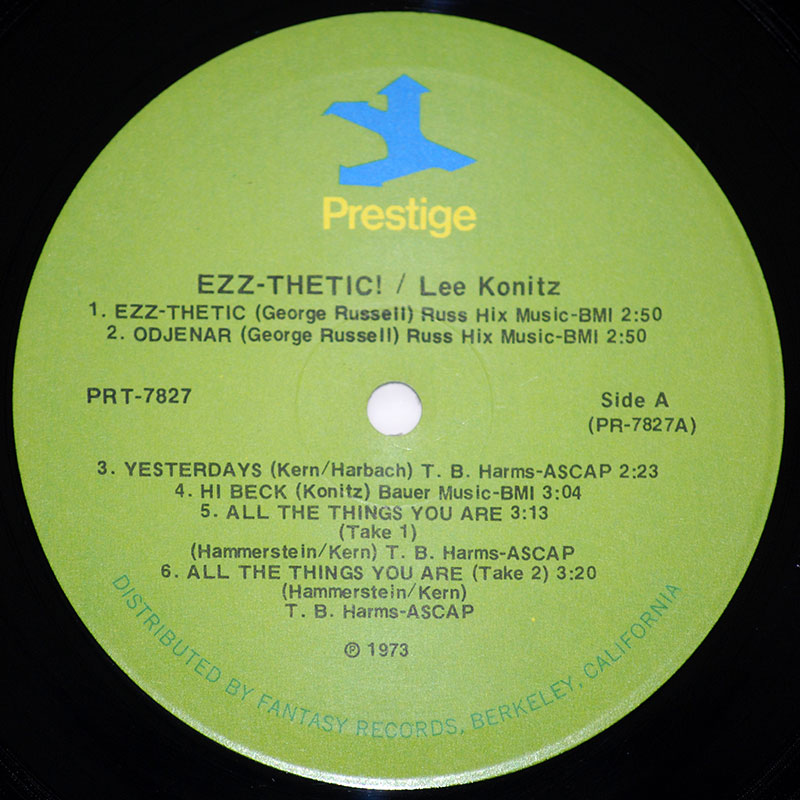 Prestige
EZZ-THETIC! / Lee Konitz
1. EZZ-THETIC (George Russell) Russ Hix Music-BMI 2:50
2. ODJENAR (George Russell) Russ Hix Music-BMI 2:50
PRT-7827
Side A
(PR-7827A)
3. YESTERDAYS (Kern/Harbach) T. B. Harms-ASCAP 2:23
4. HI BECK (Konitz) Bauer Music-BMI 3:04
5. ALL THE THINGS YOU ARE 3:13
(Take 1)
(Hammerstein/Kern) T. B. Harms-ASCAP
6. ALL THE THINGS YOU ARE (Take 2) 3:20
(Hammerstein/Kern)
T. B. Harms-ASCAP
℗ 1973
DISTRIBUTED BY FANTASY RECORDS, BERKELEY, CALIFORNIA